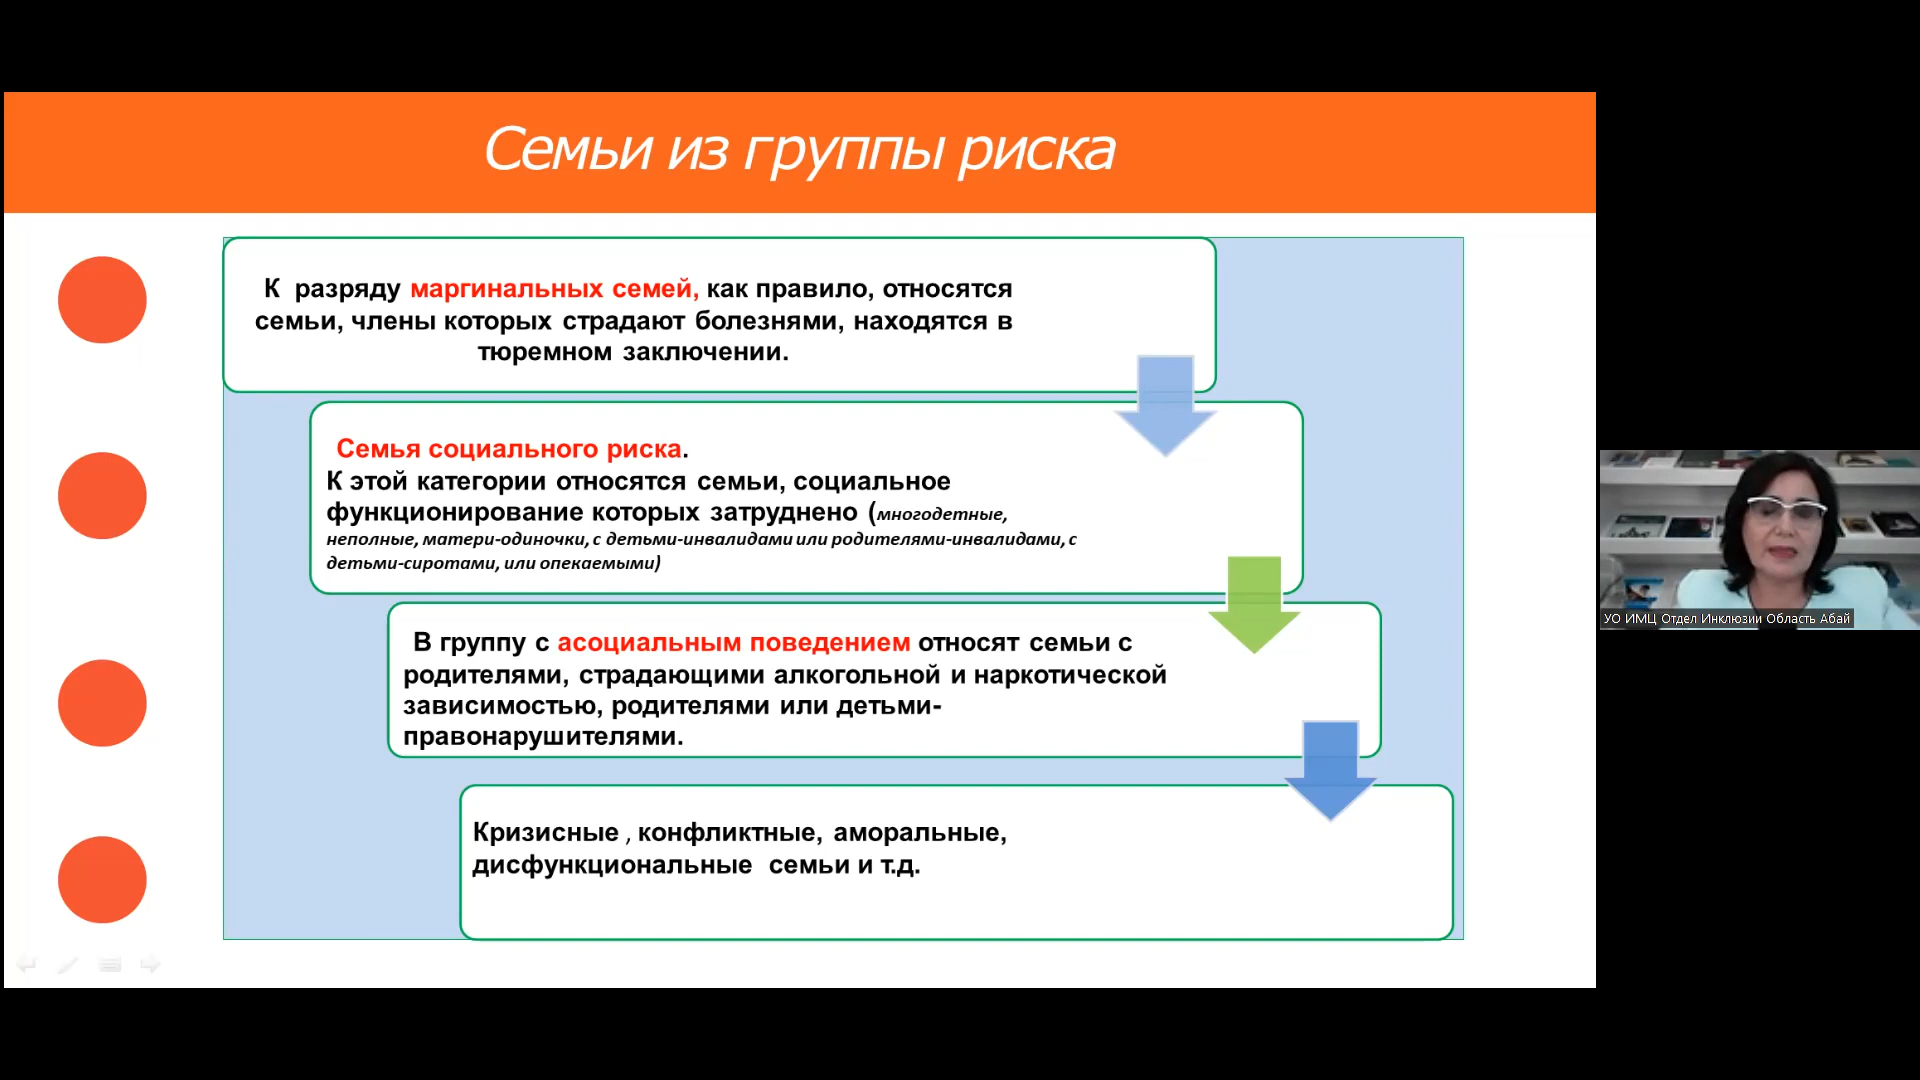 Семьи из группы риска
К разряду маргинальных семей, как правило, относятся
семьи, члены которых страдают болезнями, находятся в
тюремном заключении.
Семья социального риска.
К этой категории относятся семьи, социальное
функционирование которых затруднено (многодетные,
неполные, матери-одиночки, с детьми-инвалидами или родителями-инвалидами, с
детьми-сиротами, или опекаемыми)
В группу с асоциальным поведением относят семьи с
родителями, страдающими алкогольной и наркотической
зависимостью, родителями или детьми-
правонарушителями.
Кризисные , конфликтные, аморальные,
дисфункциональные семьи и т.д.
УО ИМЦ Отдел Инклюзии Область Абай